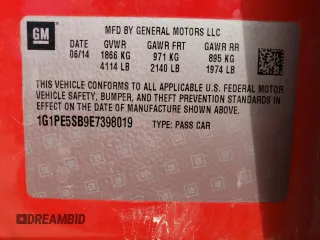 GM
MFD BY GENERAL MOTORS LLC
DATE GVWR GAWR FRT GAWR RR
06/14 1866 KG 971 KG 895 KG
4114 LB 2140 LB 1974 LB
THIS VEHICLE CONFORMS TO ALL APPLICABLE U.S. FEDERAL MOTOR
VEHICLE SAFETY, BUMPER, AND THEFT PREVENTION STANDARDS IN
EFFECT ON THE DATE OF MANUFACTURE SHOWN ABOVE.
1G1PE5SB9E7398019 TYPE: PASS CAR
DREAMBID